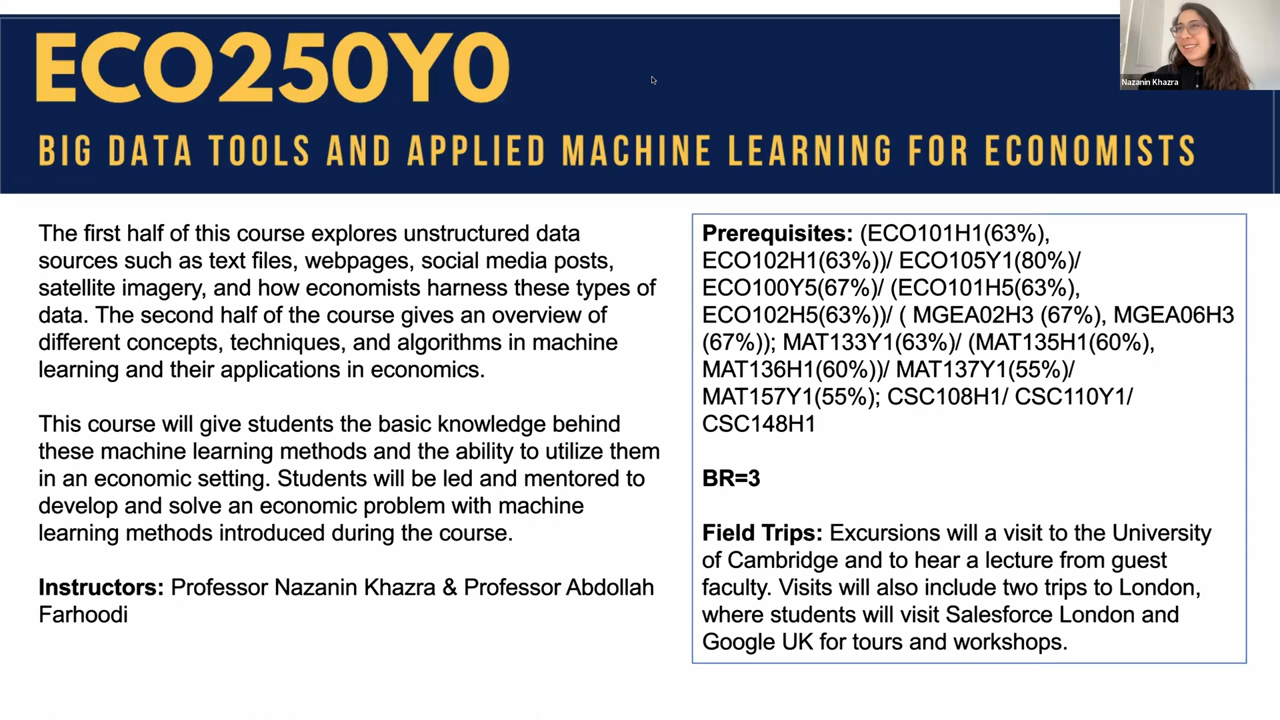 ECO250Y0
Nazanin Khazra
BIG DATA TOOLS AND APPLIED MACHINE LEARNING FOR ECONOMISTS
The first half of this course explores unstructured data
sources such as text files, webpages, social media posts,
satellite imagery, and how economists harness these types of
data. The second half of the course gives an overview of
different concepts, techniques, and algorithms in machine
learning and their applications in economics.
This course will give students the basic knowledge behind
these machine learning methods and the ability to utilize them
in an economic setting. Students will be led and mentored to
develop and solve an economic problem with machine
learning methods introduced during the course.
Instructors: Professor Nazanin Khazra & Professor Abdollah
Farhoodi
Prerequisites: (ECO101H1(63%),
ECO102H1(63%))/ ECO105Y1(80%)/
ECO100Y5(67%)/ (ECO101H5(63%),
ECO102H5(63%))/ ( MGEA02H3 (67%), MGEA06H3
(67%)); MAT133Y1(63%)/ (MAT135H1(60%),
MAT136H1(60%))/ MAT137Y1(55%)/
MAT157Y1(55%); CSC108H1/ CSC110Y1/
CSC148H1
BR=3
Field Trips: Excursions will a visit to the University
of Cambridge and to hear a lecture from guest
faculty. Visits will also include two trips to London,
where students will visit Salesforce London and
Google UK for tours and workshops.